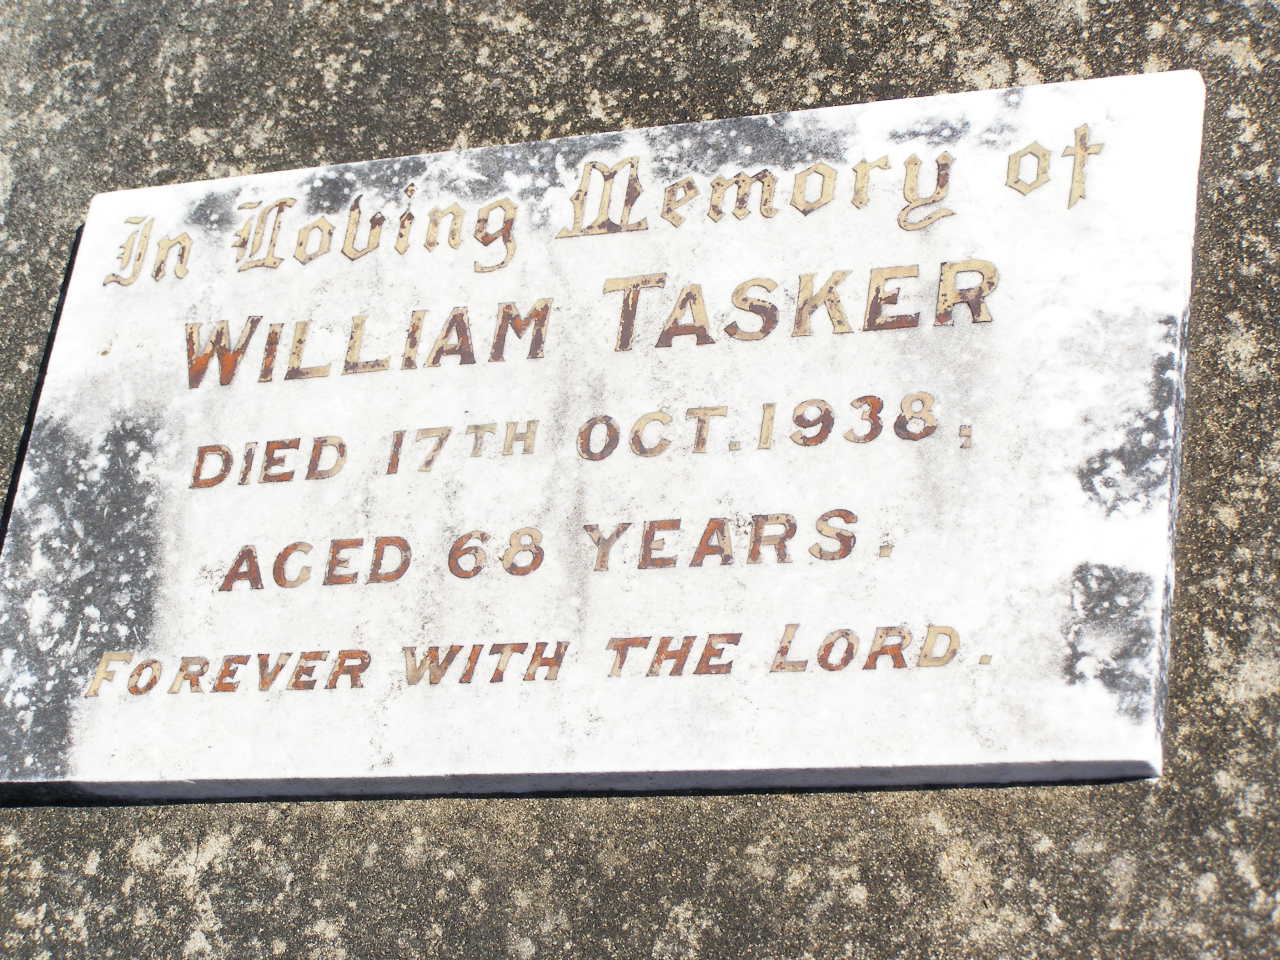 In Loving Memory of
WILLIAM TASKER
DIED 17TH OCT. 1938.
AGED 68 YEARS.
FOREVER WITH THE LORD.